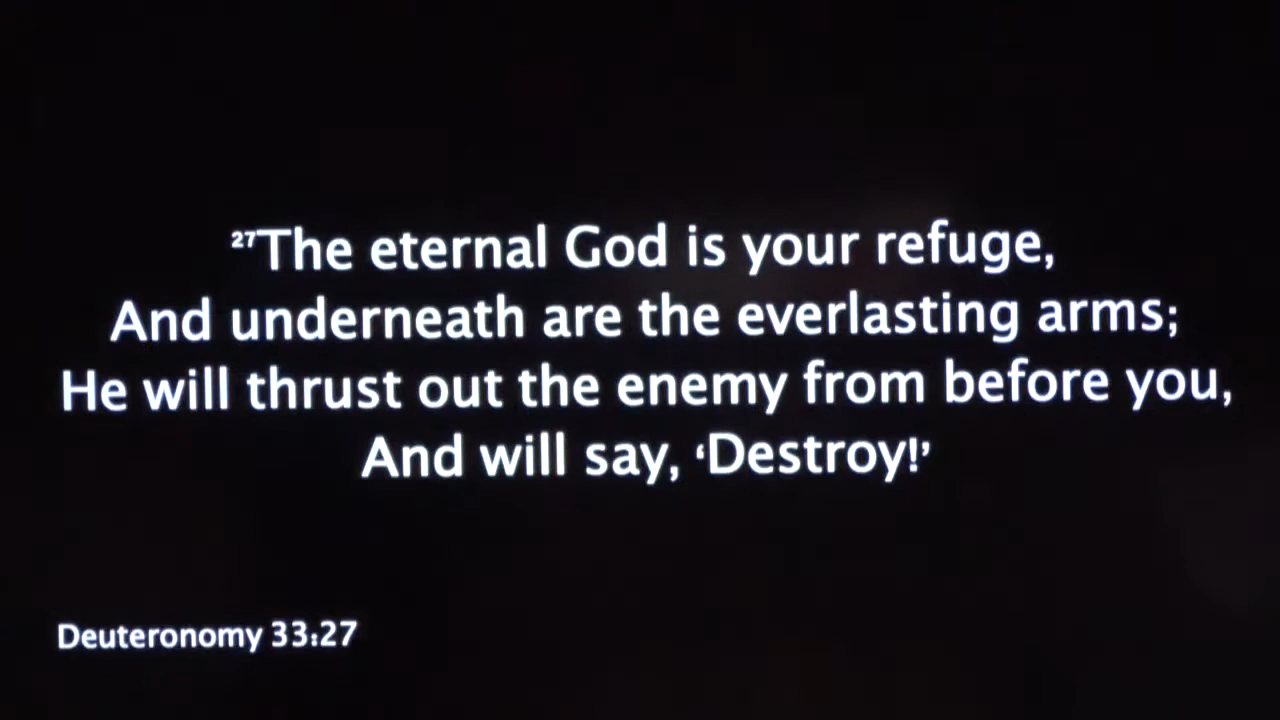 ²⁷The eternal God is your refuge,
And underneath are the everlasting arms;
He will thrust out the enemy from before you,
And will say, ‘Destroy!’
Deuteronomy 33:27